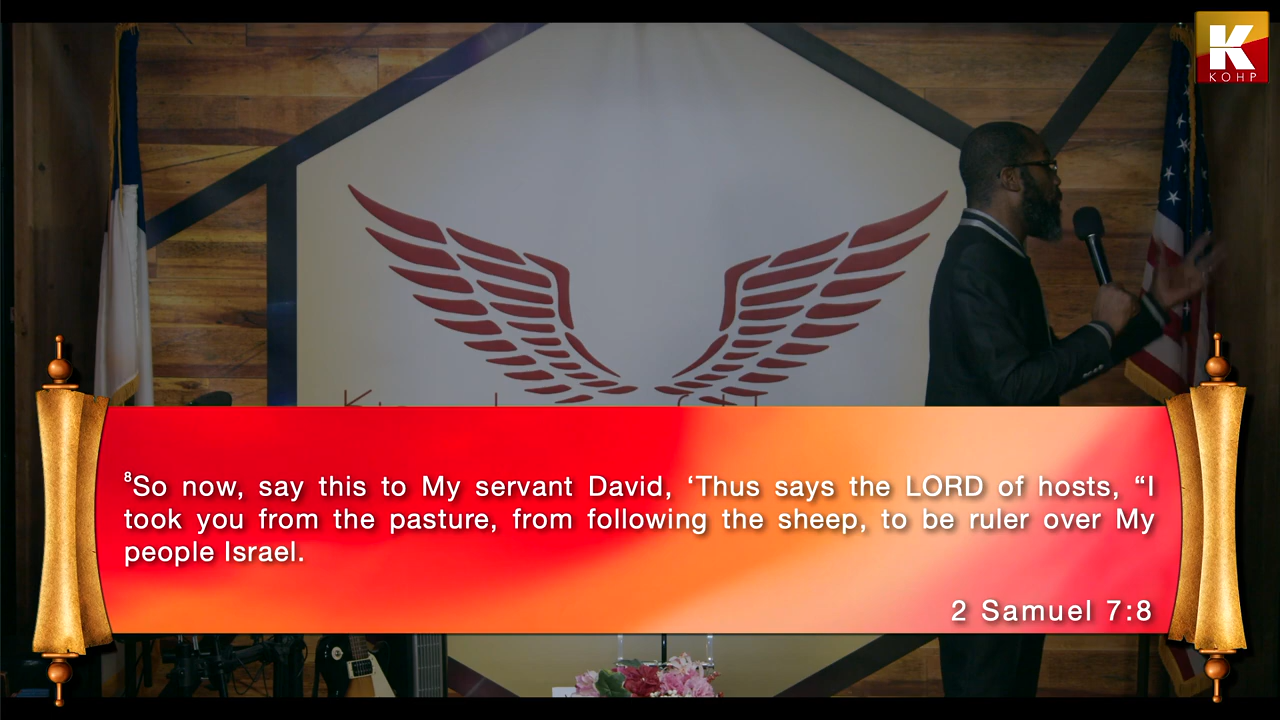 K
KOHP
⁸So now, say this to My servant David, ‘Thus says the LORD of hosts, “I
took you from the pasture, from following the sheep, to be ruler over My
people Israel.
2 Samuel 7:8